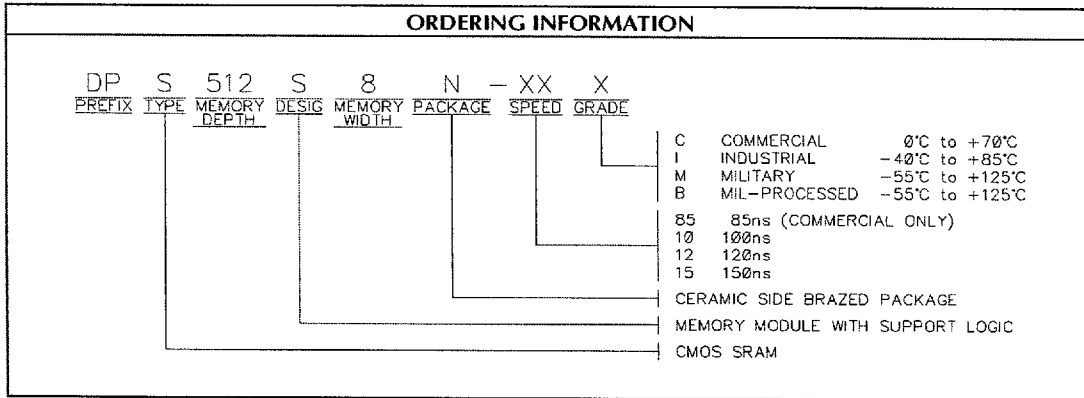 ORDERING INFORMATION
DP S 512 S 8 N - XX X
PREFIX TYPE MEMORY DEPTH DESIG MEMORY WIDTH PACKAGE SPEED GRADE
C COMMERCIAL 0°C to +70°C
I INDUSTRIAL -40°C to +85°C
M MILITARY -55°C to +125°C
B MIL-PROCESSED -55°C to +125°C
85 85ns (COMMERCIAL ONLY)
10 100ns
12 120ns
15 150ns
CERAMIC SIDE BRAZED PACKAGE
MEMORY MODULE WITH SUPPORT LOGIC
CMOS SRAM